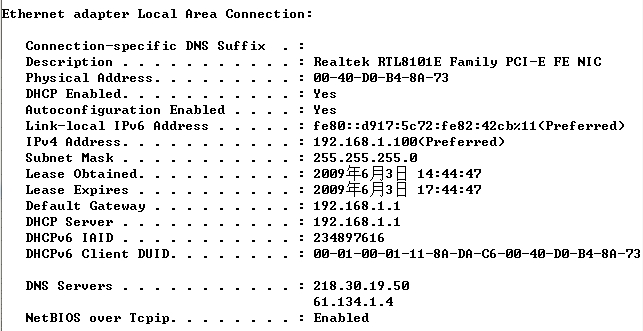 Ethernet adapter Local Area Connection:
Connection-specific DNS Suffix . :
Description . . . . . . . . . . . : Realtek RTL8101E Family PCI-E FE NIC
Physical Address. . . . . . . . . : 00-40-D0-B4-8A-73
DHCP Enabled. . . . . . . . . . . : Yes
Autoconfiguration Enabled . . . . : Yes
Link-local IPv6 Address . . . . . : fe80::d917:5c72:fe82:42cb%11(Preferred)
IPv4 Address. . . . . . . . . . . : 192.168.1.100(Preferred)
Subnet Mask . . . . . . . . . . . : 255.255.255.0
Lease Obtained. . . . . . . . . . : 2009年6月3日 14:44:47
Lease Expires . . . . . . . . . . : 2009年6月3日 17:44:47
Default Gateway . . . . . . . . . : 192.168.1.1
DHCP Server . . . . . . . . . . . : 192.168.1.1
DHCPv6 IAID . . . . . . . . . . . : 234897616
DHCPv6 Client DUID. . . . . . . . : 00-01-00-01-11-8A-DA-C6-00-40-D0-B4-8A-73
DNS Servers . . . . . . . . . . . : 218.30.19.50
61.134.1.4
NetBIOS over Tcpip. . . . . . . . : Enabled